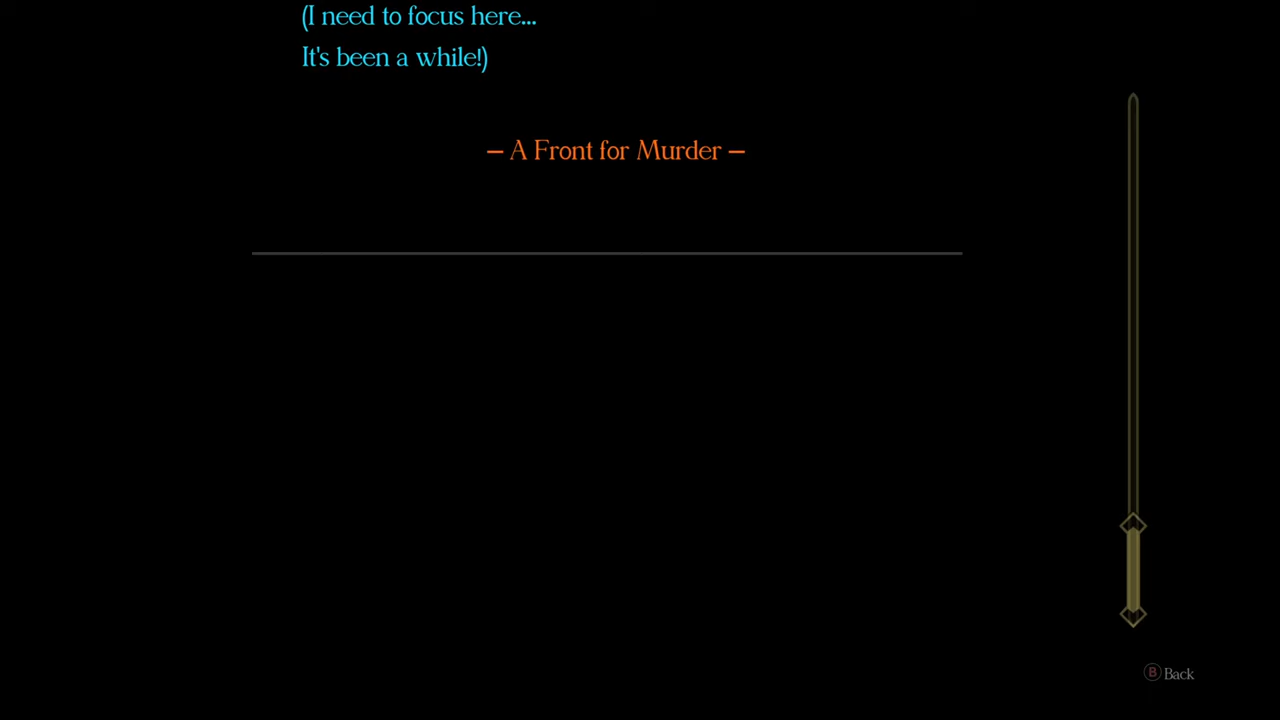 (I need to focus here...
It's been a while!)
— A Front for Murder —
B Back